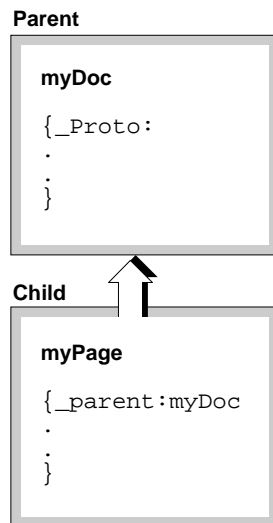 Parent
myDoc
{_Proto:
.
.
}
Child
myPage
{_parent:myDoc
.
.
}